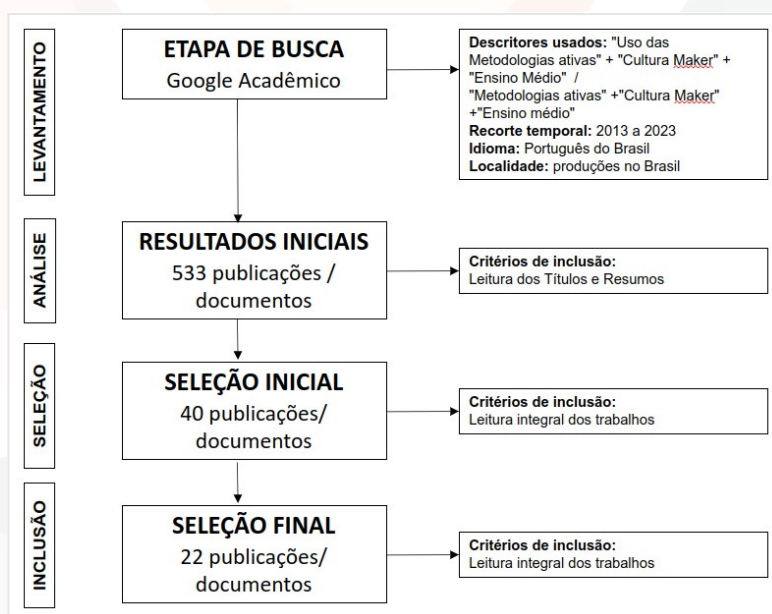 LEVANTAMENTO
ETAPA DE BUSCA
Google Acadêmico
Descritores usados: "Uso das
Metodologias ativas" + "Cultura Maker" +
"Ensino Médio" /
"Metodologias ativas" +"Cultura Maker"
+"Ensino médio"
Recorte temporal: 2013 a 2023
Idioma: Português do Brasil
Localidade: produções no Brasil
ANÁLISE
RESULTADOS INICIAIS
533 publicações /
documentos
Critérios de inclusão:
Leitura dos Títulos e Resumos
SELEÇÃO
SELEÇÃO INICIAL
40 publicações/
documentos
Critérios de inclusão:
Leitura integral dos trabalhos
INCLUSÃO
SELEÇÃO FINAL
22 publicações/
documentos
Critérios de inclusão:
Leitura integral dos trabalhos